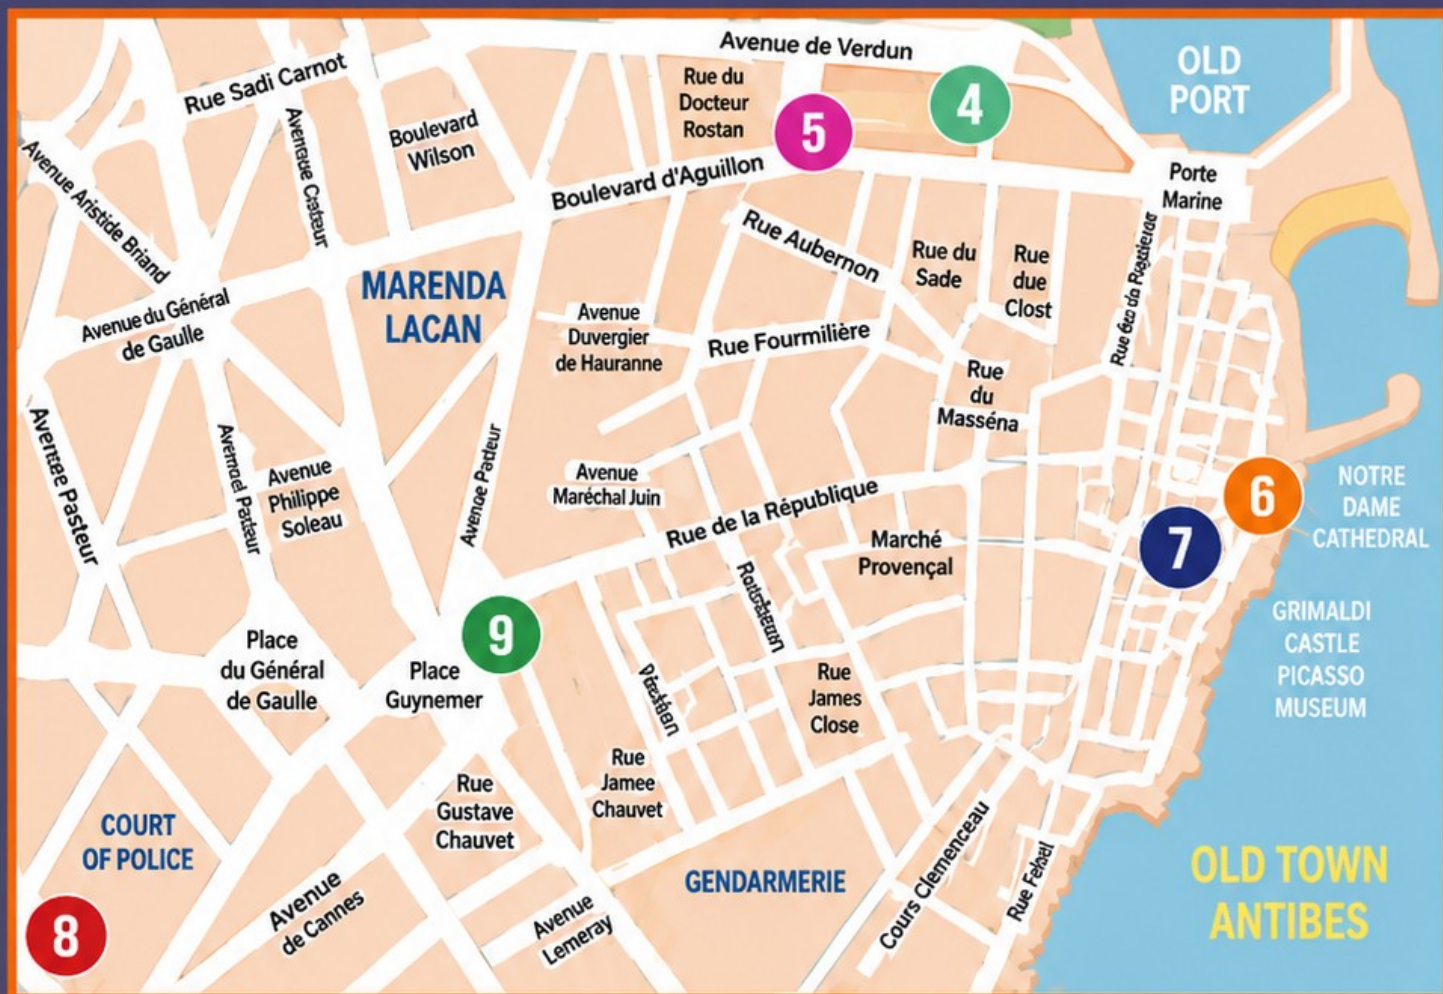 Avenue de Verdun
OLD
PORT
Rue Sadi Carnot
Rue du
Docteur
Rostan
4
5
Boulevard
Wilson
Avenue Aristide Briand
Boulevard d'Aguillon
Porte
Marine
Rue Aubernon
Rue du
Sade
Rue
due
Clost
MARENDA
LACAN
Avenue du Général
de Gaulle
Avenue
Duvergier
de Hauranne
Rue Fourmilière
Rue
du
Masséna
Avenue
Philippe
Soleau
Avenue
Maréchal Juin
Rue de la République
6
NOTRE
DAME
CATHEDRAL
7
Marché
Provençal
GRIMALDI
CASTLE
PICASSO
MUSEUM
9
Place
du Général
de Gaulle
Place
Guynemer
Rue
James
Close
Rue
Jamee
Chauvet
Rue
Gustave
Chauvet
COURT
OF POLICE
GENDARMERIE
Cours Clemenceau
Rue
OLD TOWN
ANTIBES
8
Avenue
de Cannes
Avenue
Lemeray